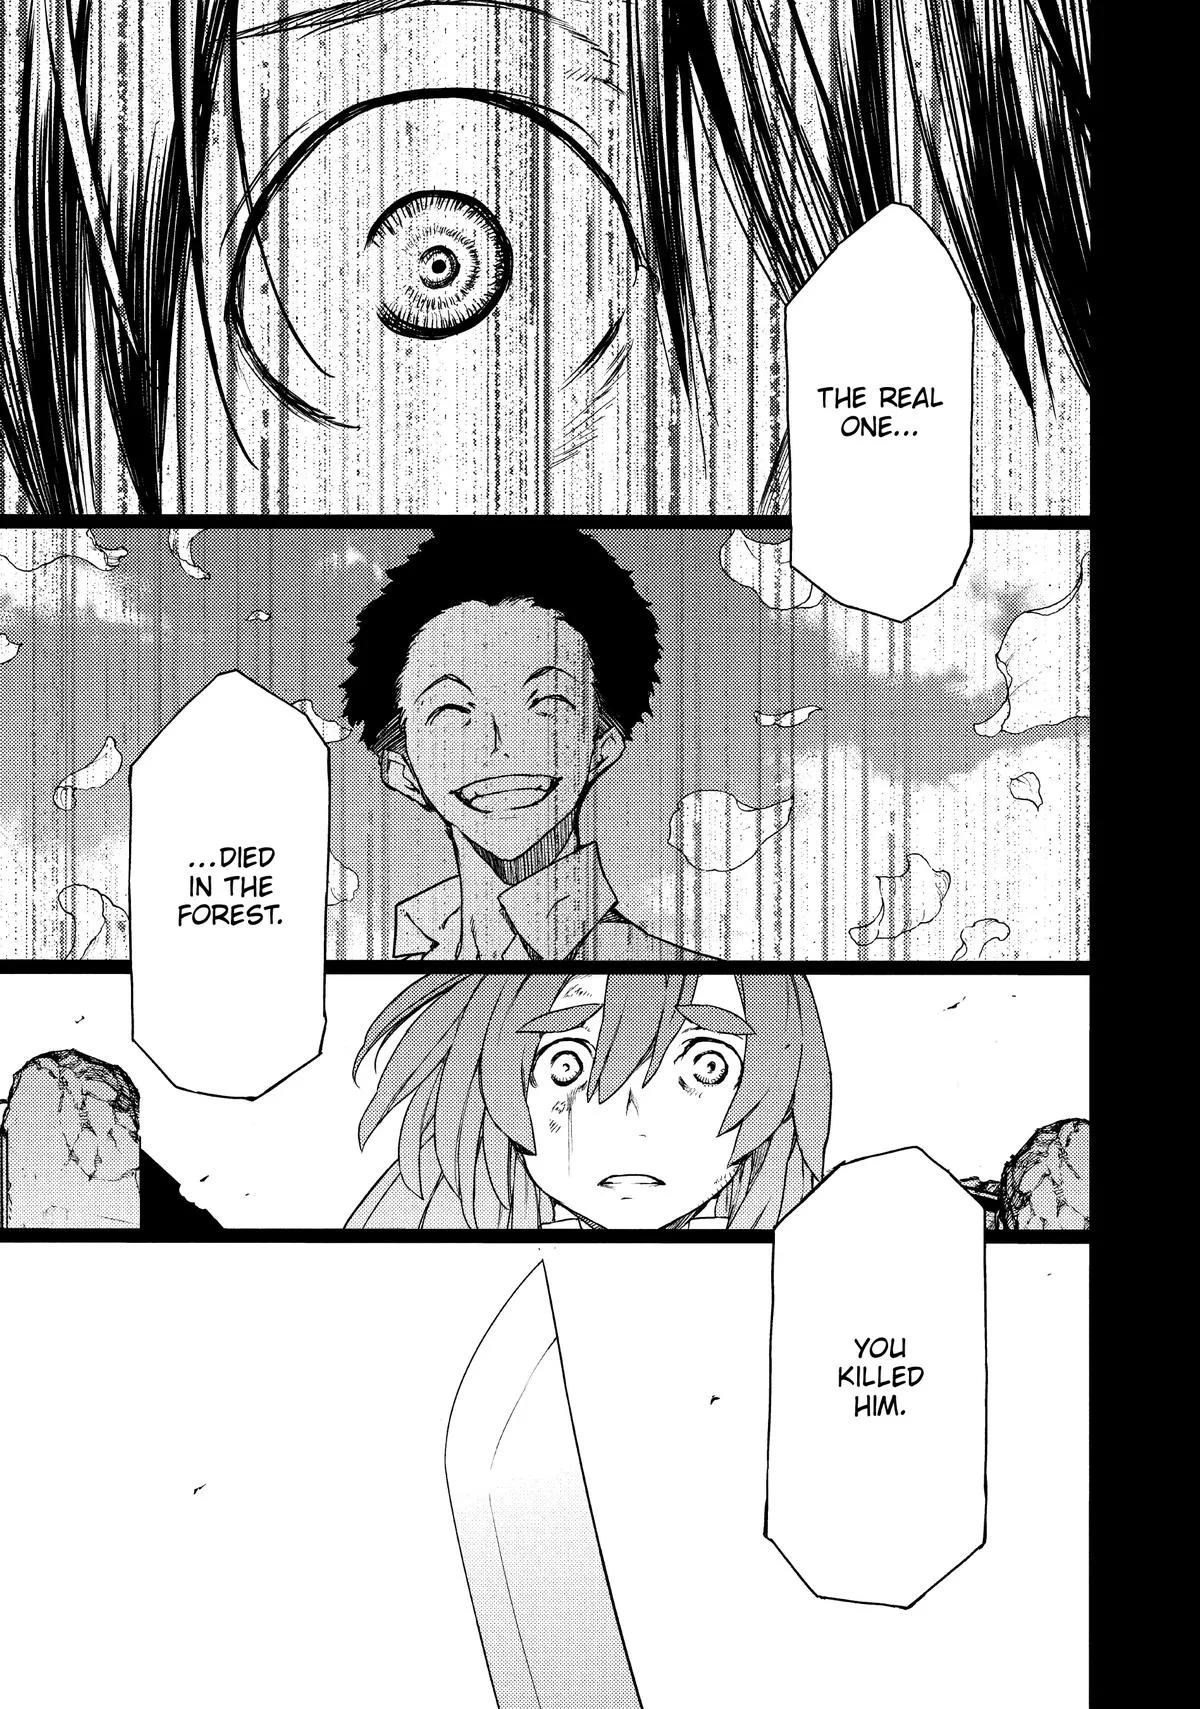 THE REAL
ONE...
...DIED
IN THE
FOREST.
YOU
KILLED
HIM.